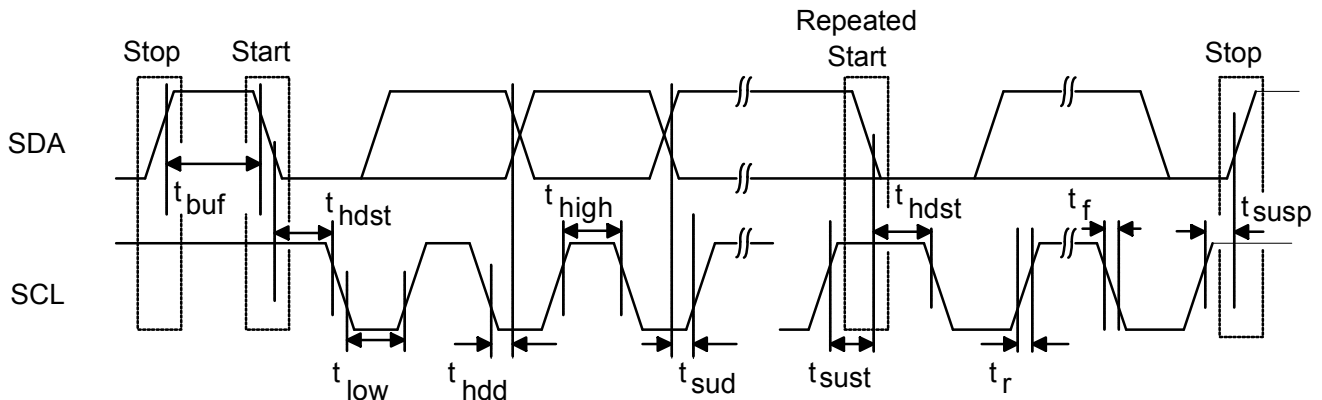 Repeated
Stop Start Start Stop
SDA
t buf t hdst t high t hdst t f t susp
SCL
t low t hdd t sud t sust t r